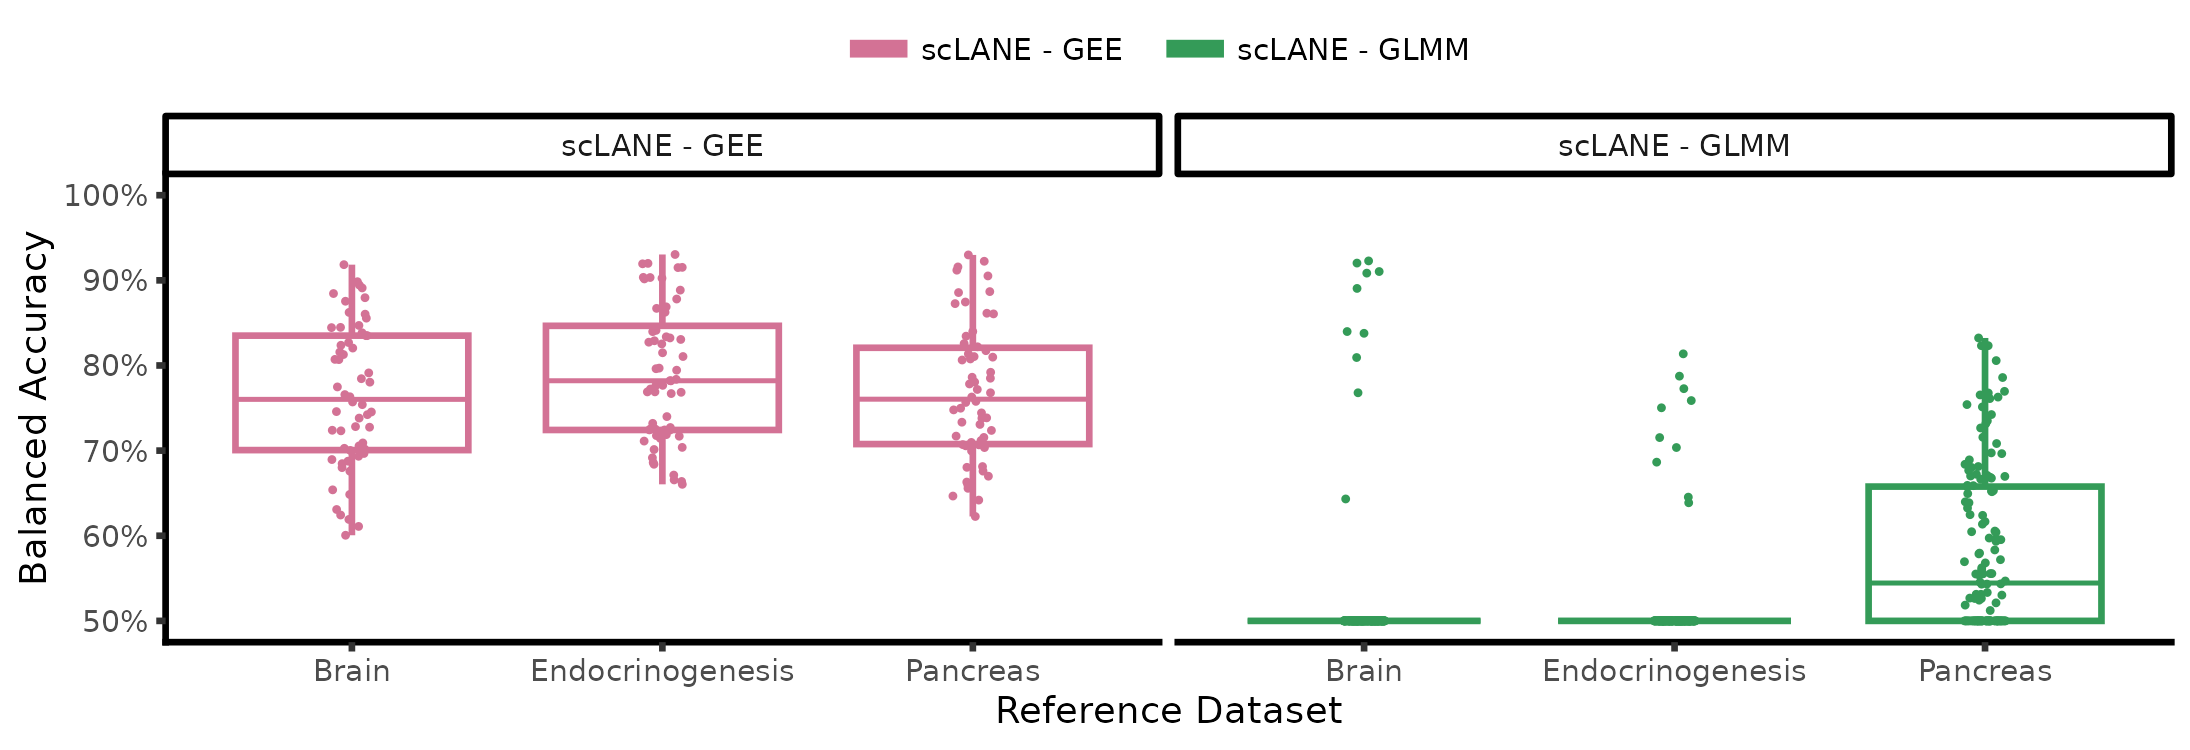 scLANE - GEE scLANE - GLMM
scLANE - GEE scLANE - GLMM
Balanced Accuracy
100%
90%
80%
70%
60%
50%
Brain Endocrinogenesis Pancreas Brain Endocrinogenesis Pancreas
Reference Dataset